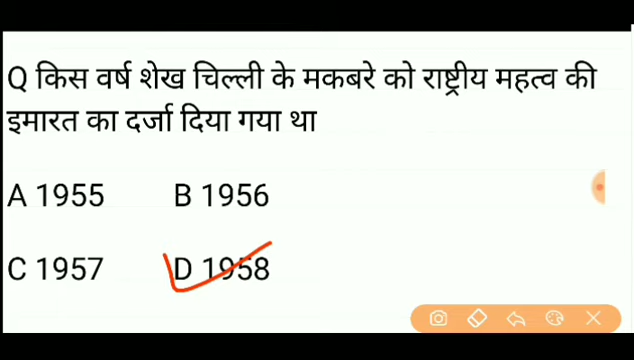 Q किस वर्ष शेख चिल्ली के मकबरे को राष्ट्रीय महत्व की
इमारत का दर्जा दिया गया था
A 1955 B 1956
C 1957 D 1958